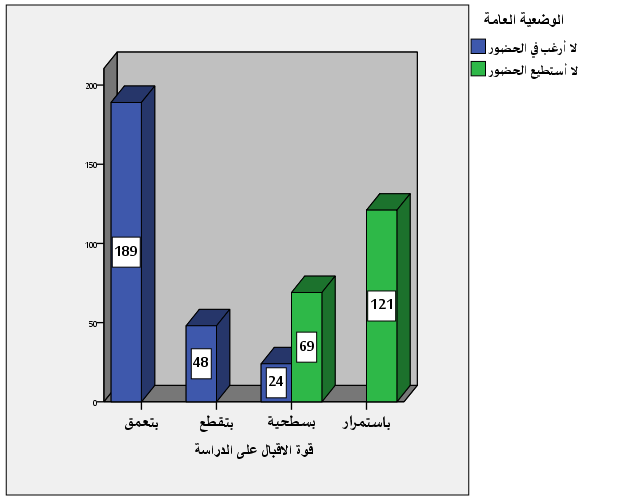 الوضعية العامة
لا أرغب في الحضور
لا أستطيع الحضور
200
150
100
50
0
189
48
24
69
121
بتعمق
بتقطع
بسطحية
باستمرار
قوة الاقبال على الدراسة